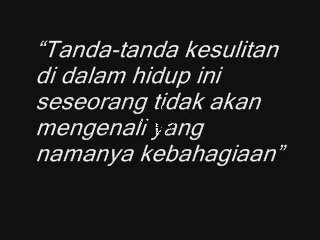 “Tanda-tanda kesulitan
di dalam hidup ini
seseorang tidak akan
mengenali yang
namanya kebahagiaan”